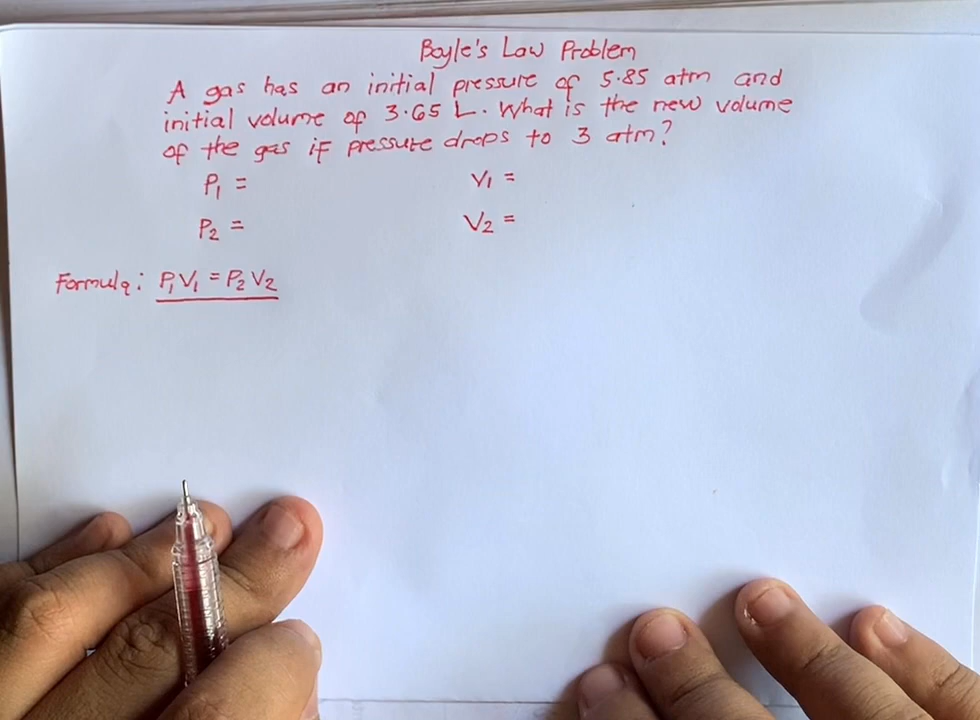 Boyle's Law Problem
A gas has an initial pressure of 5.85 atm and
initial volume of 3.65 L. What is the new volume
of the gas if pressure drops to 3 atm?
P₁ = V₁ =
P₂ = V₂ =
Formula: P₁V₁ = P₂V₂